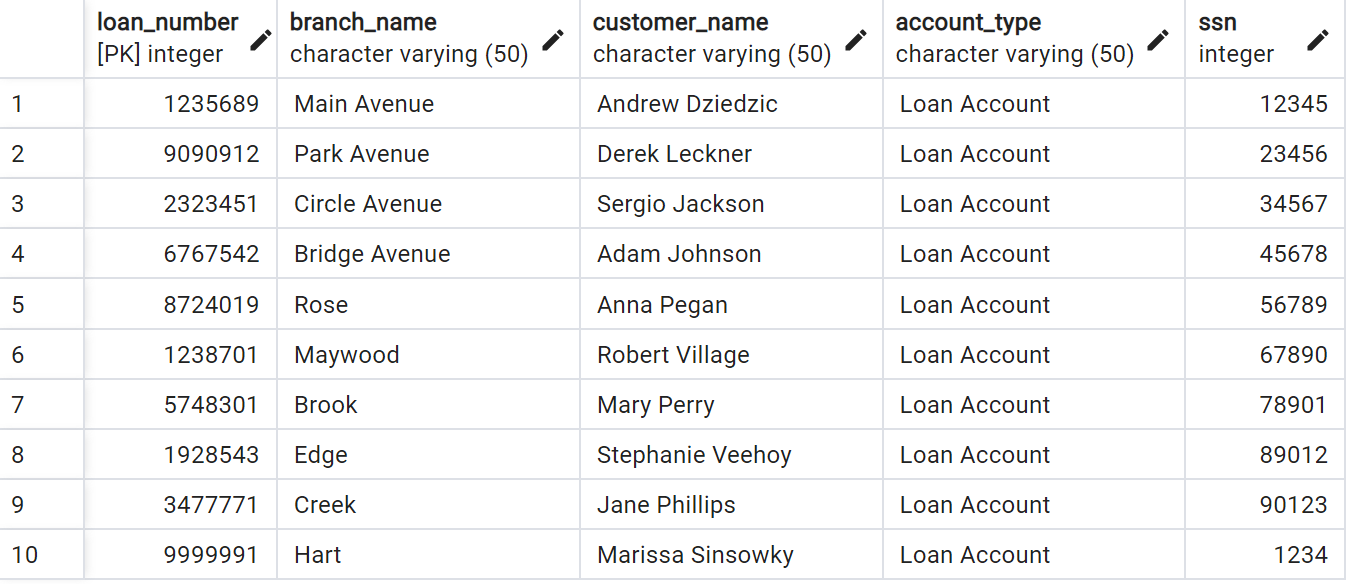 loan_number branch_name customer_name account_type ssn
[PK] integer character varying (50) character varying (50) character varying (50) integer
1 1235689 Main Avenue Andrew Dziedzic Loan Account 12345
2 9090912 Park Avenue Derek Leckner Loan Account 23456
3 2323451 Circle Avenue Sergio Jackson Loan Account 34567
4 6767542 Bridge Avenue Adam Johnson Loan Account 45678
5 8724019 Rose Anna Pegan Loan Account 56789
6 1238701 Maywood Robert Village Loan Account 67890
7 5748301 Brook Mary Perry Loan Account 78901
8 1928543 Edge Stephanie Veehoy Loan Account 89012
9 3477771 Creek Jane Phillips Loan Account 90123
10 9999991 Hart Marissa Sinsowky Loan Account 1234